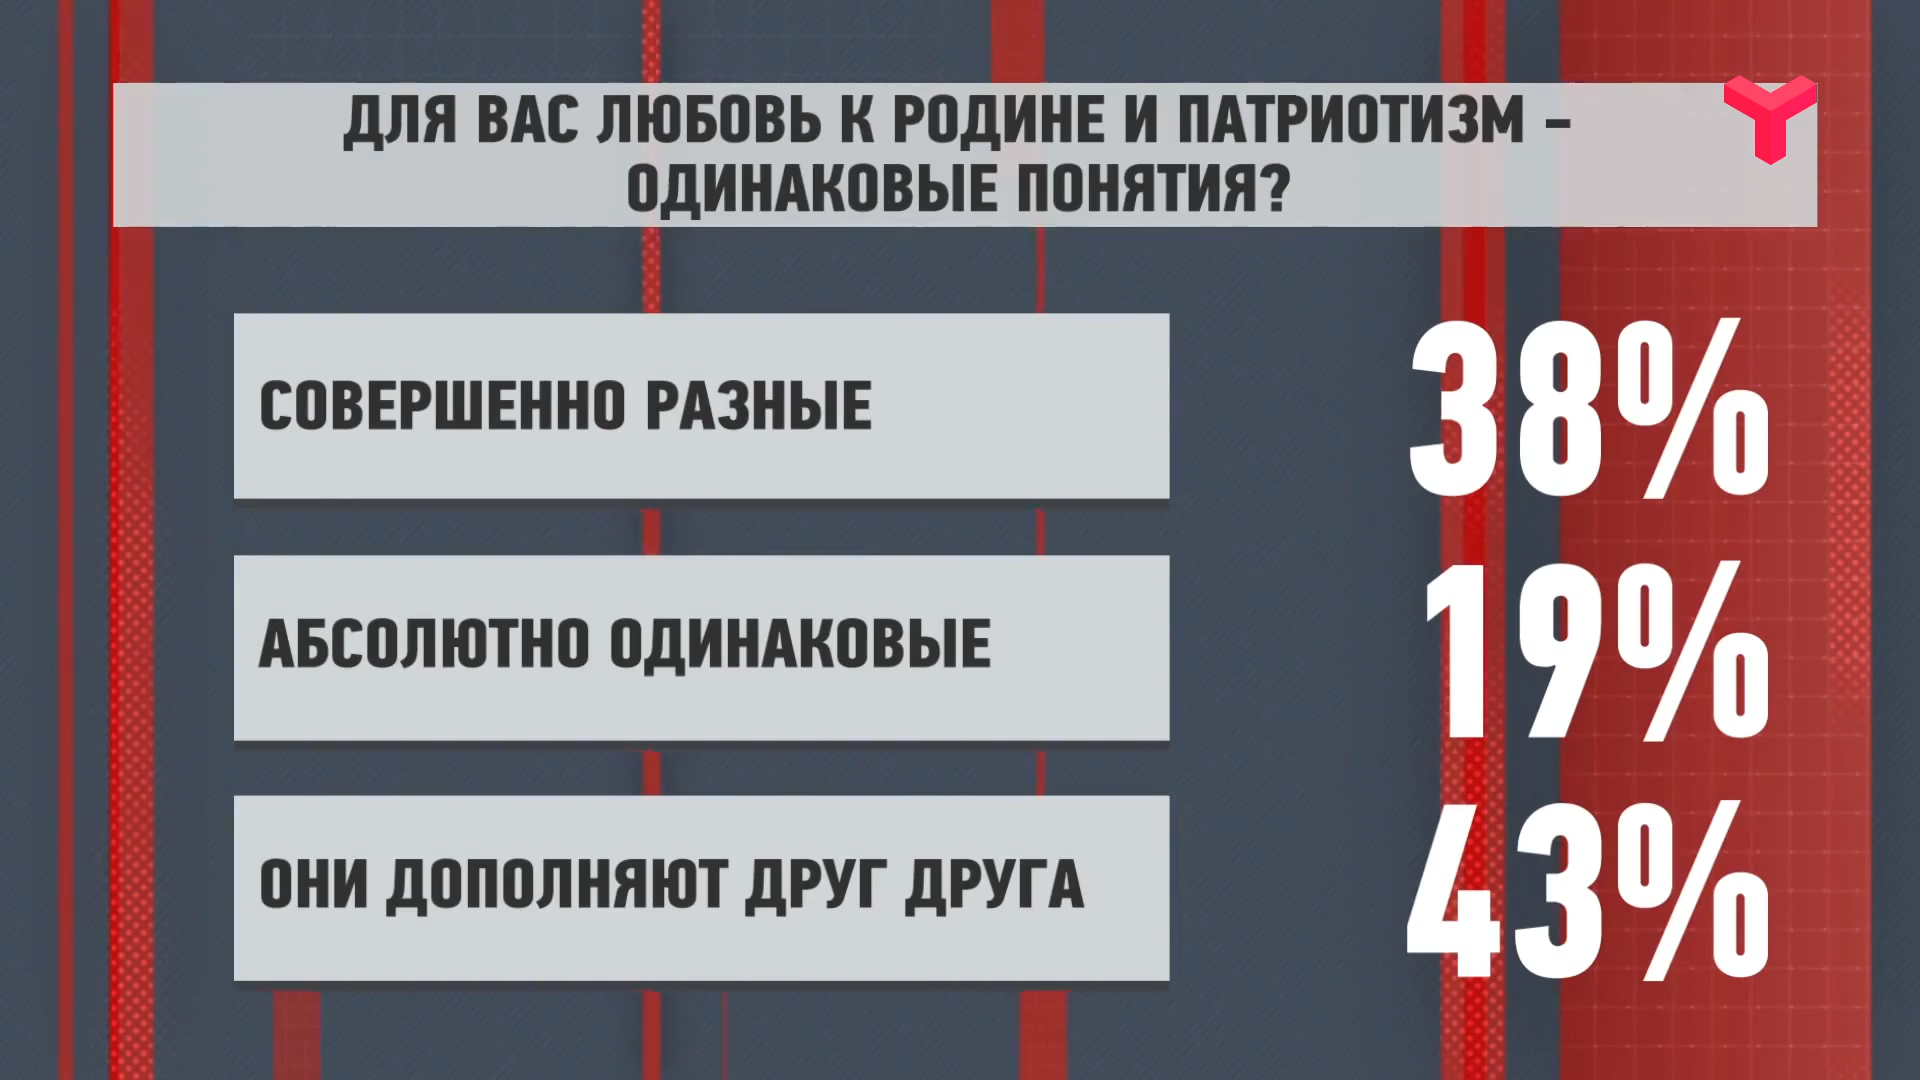 ДЛЯ ВАС ЛЮБОВЬ К РОДИНЕ И ПАТРИОТИЗМ –
ОДИНАКОВЫЕ ПОНЯТИЯ?
СОВЕРШЕННО РАЗНЫЕ
38%
АБСОЛЮТНО ОДИНАКОВЫЕ
19%
ОНИ ДОПОЛНЯЮТ ДРУГ ДРУГА
43%